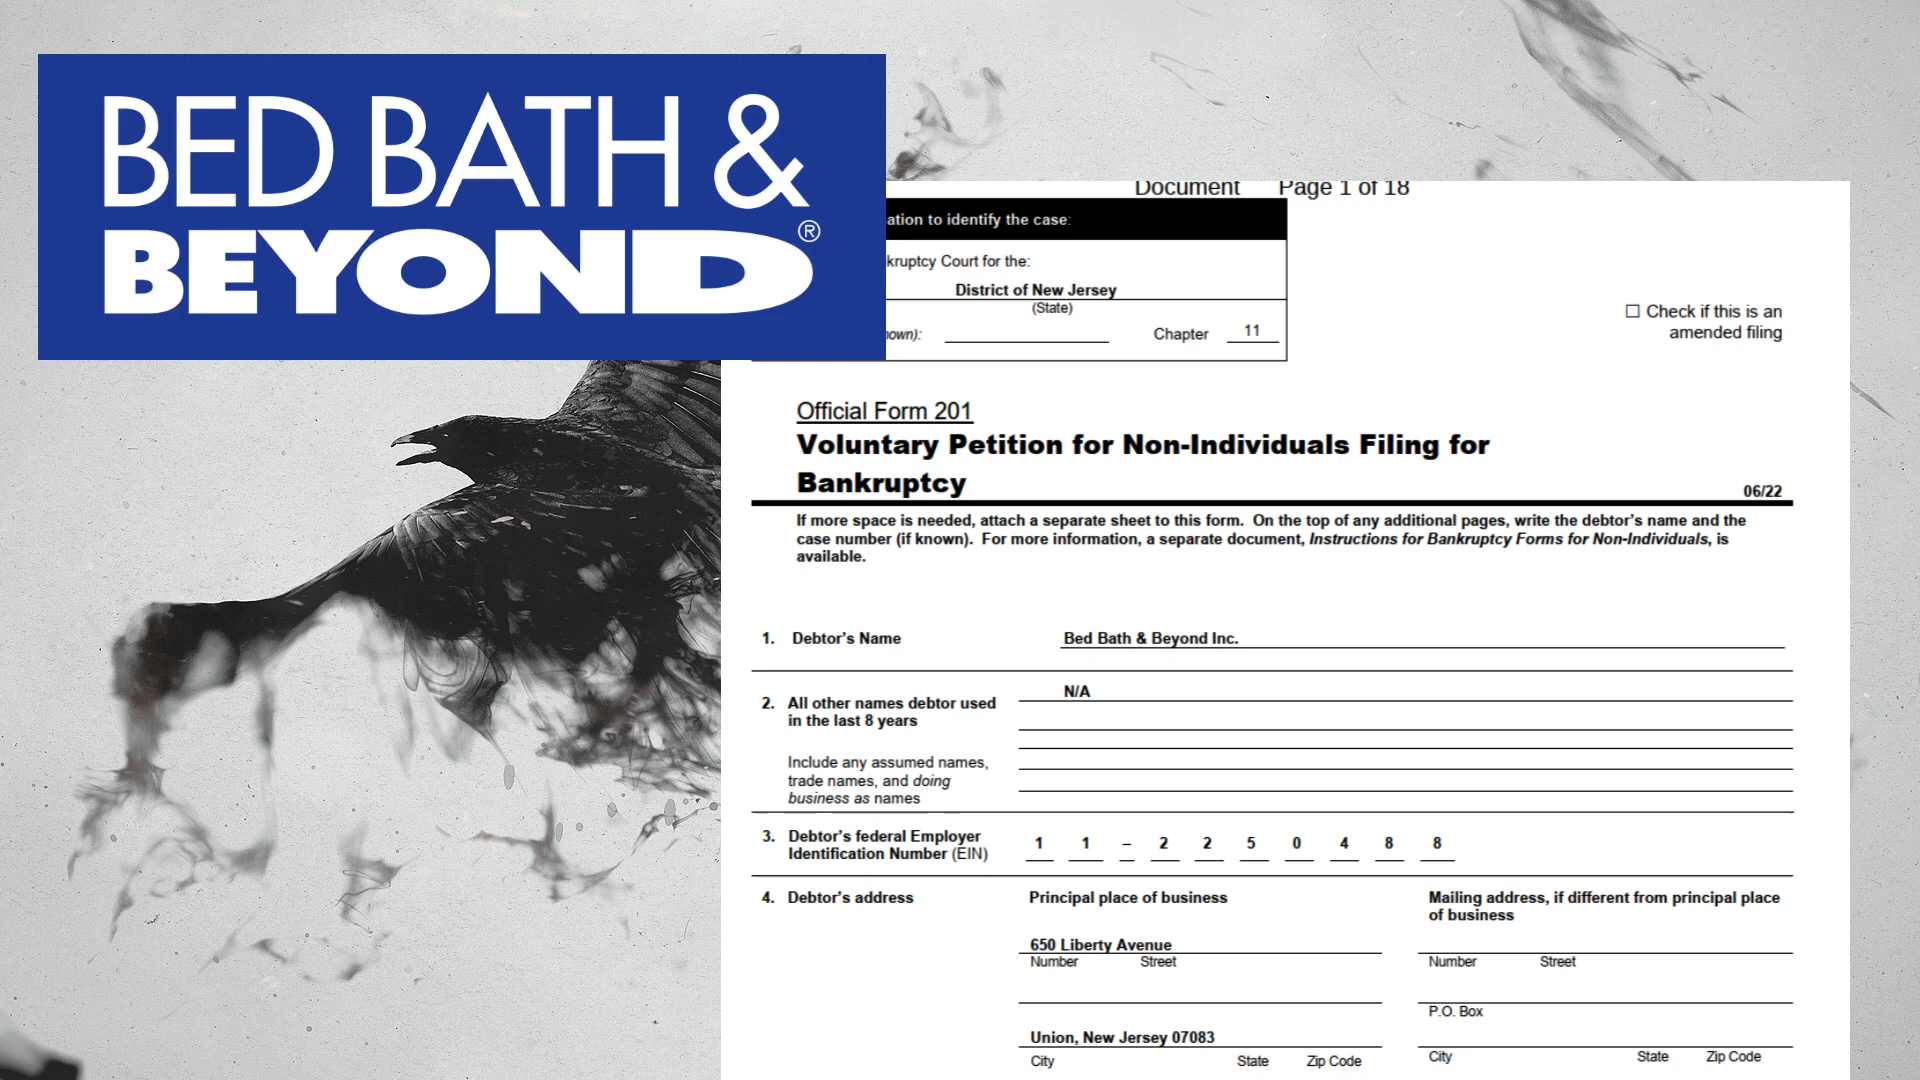 BED BATH &
BEYOND®
Document Page 1 of 18
to identify the case:
Court for the:
District of New Jersey
(State)
Chapter 11
☐ Check if this is an
amended filing
Official Form 201
Voluntary Petition for Non-Individuals Filing for
Bankruptcy
06/22
If more space is needed, attach a separate sheet to this form. On the top of any additional pages, write the debtor’s name and the
case number (if known). For more information, a separate document, Instructions for Bankruptcy Forms for Non-Individuals, is
available.
1. Debtor’s Name
Bed Bath & Beyond Inc.
2. All other names debtor used
in the last 8 years
N/A
Include any assumed names,
trade names, and doing
business as names
3. Debtor’s federal Employer
Identification Number (EIN)
1 1 – 2 2 5 0 4 8 8
4. Debtor’s address
Principal place of business
650 Liberty Avenue
Number Street
Union, New Jersey 07083
City State Zip Code
Mailing address, if different from principal place
of business
Number Street
P.O. Box
City State Zip Code